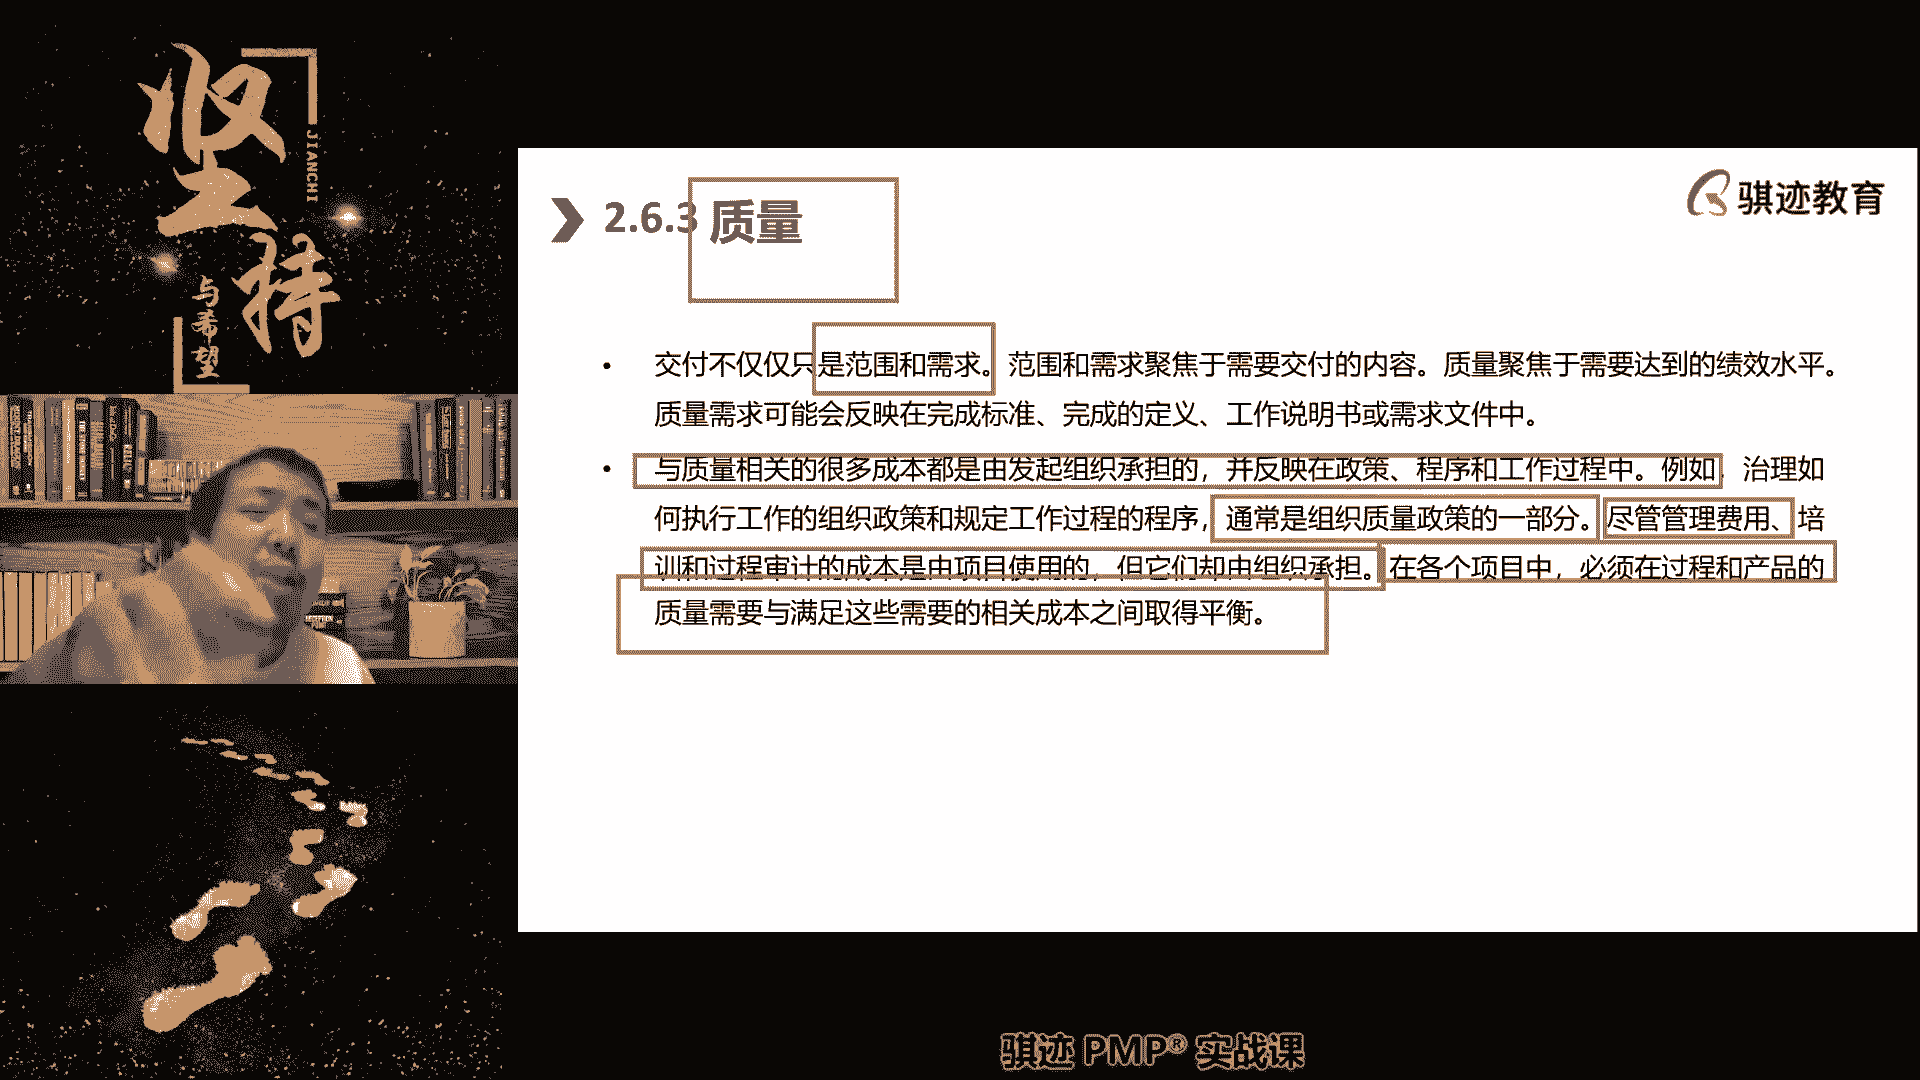 坚持
JIANCHI
与希望
骐迹教育
2.6.3 质量
• 交付不仅仅只是范围和需求。范围和需求聚焦于需要交付的内容。质量聚焦于需要达到的绩效水平。
质量需求可能会反映在完成标准、完成的定义、工作说明书或需求文件中。
• 与质量相关的很多成本都是由发起组织承担的，并反映在政策、程序和工作过程中。例如，治理如
何执行工作的组织政策和规定工作过程的程序，通常是组织质量政策的一部分。尽管管理费用、培
训和过程审计的成本是由项目使用的，但它们却由组织承担。在各个项目中，必须在过程和产品的
质量需要与满足这些需要的相关成本之间取得平衡。
骐迹 PMP® 实战课